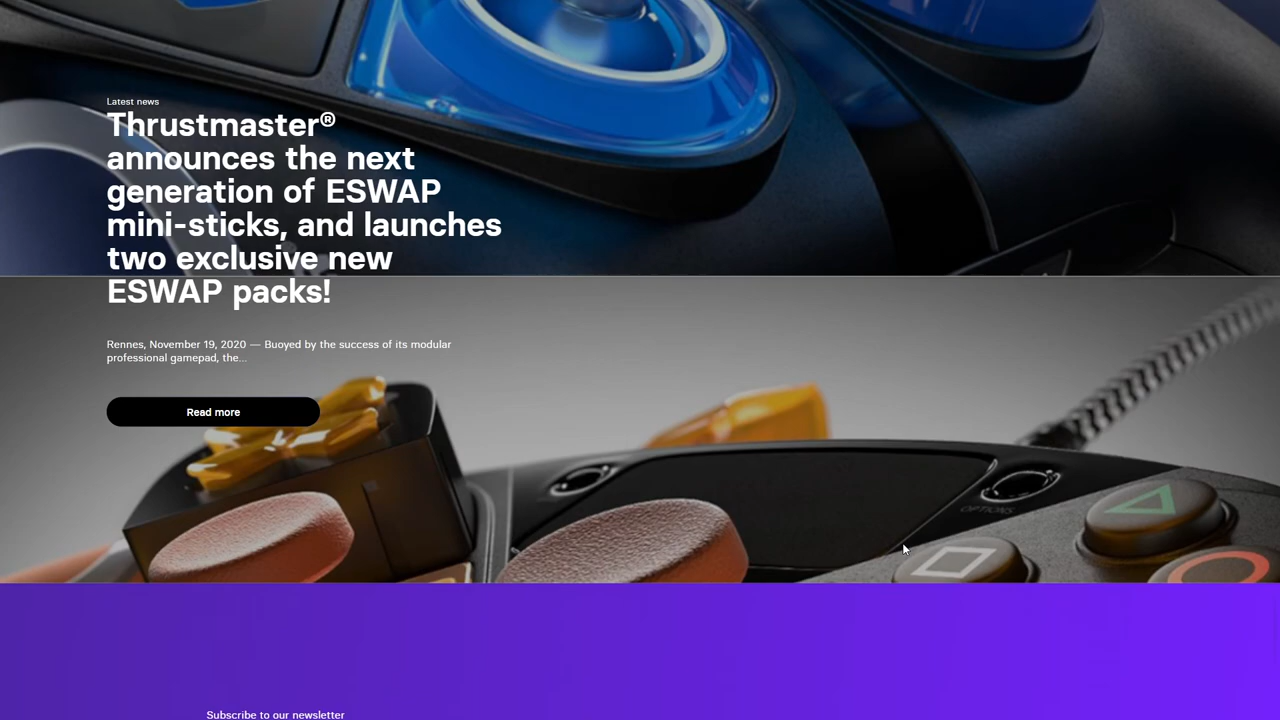 Latest news
Thrustmaster®
announces the next
generation of ESWAP
mini-sticks, and launches
two exclusive new
ESWAP packs!
Rennes, November 19, 2020 — Buoyed by the success of its modular
professional gamepad, the...
Read more
OPTIONS
Subscribe to our newsletter